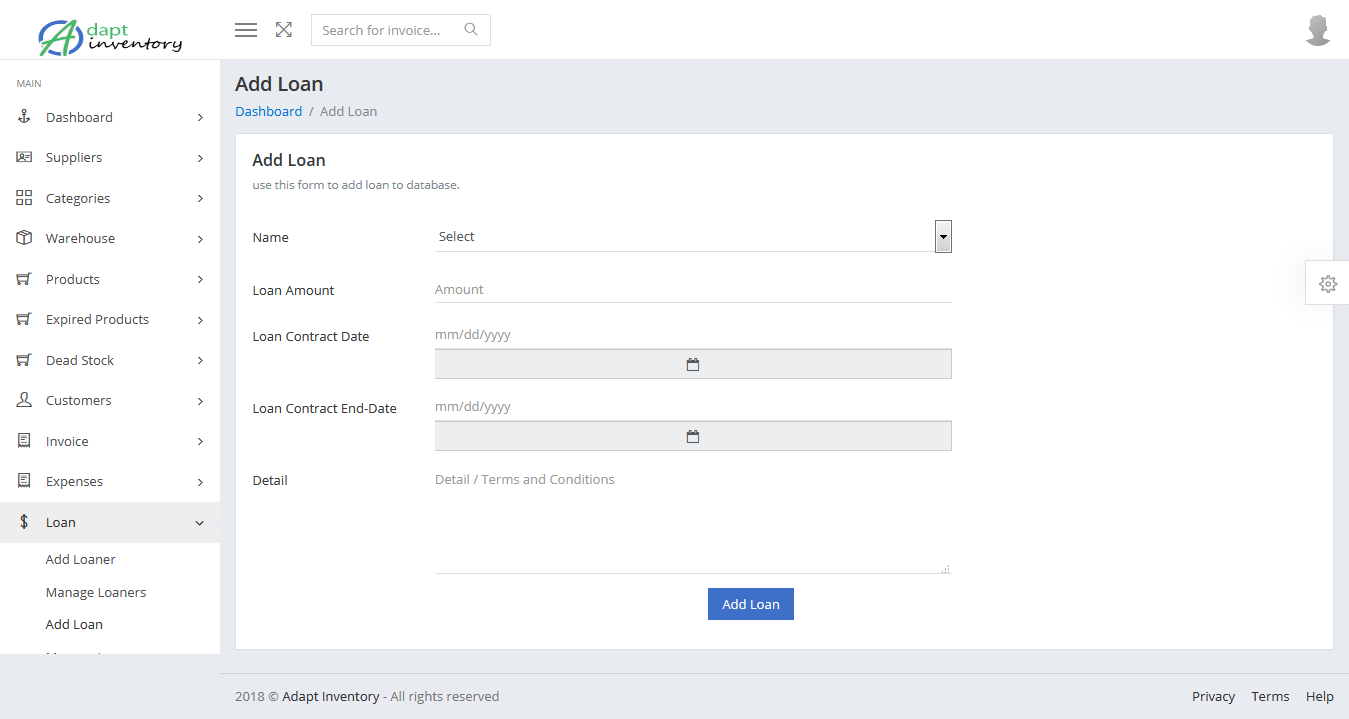 Adapt
inventory
Search for invoice...
MAIN
Dashboard
Suppliers
Categories
Warehouse
Products
Expired Products
Dead Stock
Customers
Invoice
Expenses
Loan
Add Loaner
Manage Loaners
Add Loan
Add Loan
Dashboard / Add Loan
Add Loan
use this form to add loan to database.
Name Select
Loan Amount Amount
Loan Contract Date mm/dd/yyyy
Loan Contract End-Date mm/dd/yyyy
Detail Detail / Terms and Conditions
Add Loan
2018 © Adapt Inventory - All rights reserved
Privacy Terms Help